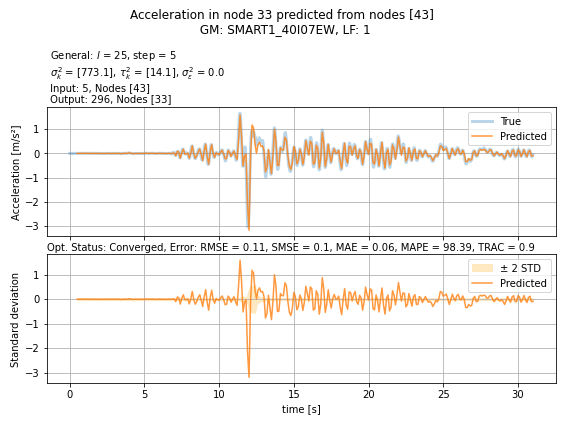 Acceleration in node 33 predicted from nodes [43]
GM: SMART1_40I07EW, LF: 1
General: l = 25, step = 5
σ²ₖ = [773.1], τ²ₖ = [14.1], σ²ε = 0.0
Input: 5, Nodes [43]
Output: 296, Nodes [33]
True
Predicted
Acceleration [m/s²]
1
0
−1
−2
−3
Opt. Status: Converged, Error: RMSE = 0.11, SMSE = 0.1, MAE = 0.06, MAPE = 98.39, TRAC = 0.9
± 2 STD
Predicted
Standard deviation
1
0
−1
−2
−3
0 5 10 15 20 25 30
time [s]